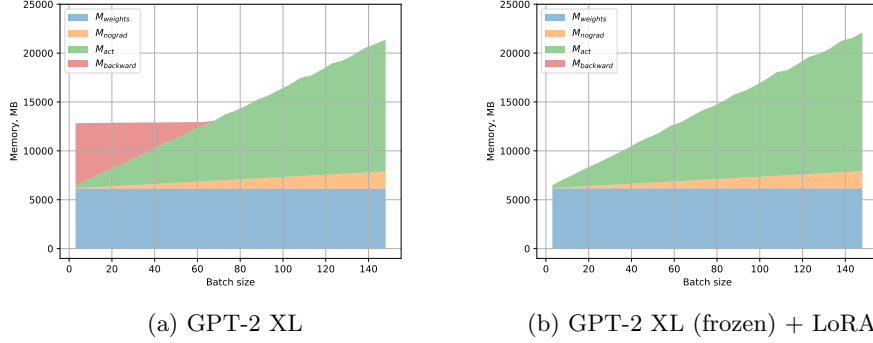 25000
20000
15000
10000
5000
0
Memory, MB
M_weights
M_nograd
M_act
M_backward
0 20 40 60 80 100 120 140
Batch size
(a) GPT-2 XL
25000
20000
15000
10000
5000
0
Memory, MB
M_weights
M_nograd
M_act
M_backward
0 20 40 60 80 100 120 140
Batch size
(b) GPT-2 XL (frozen) + LoRA